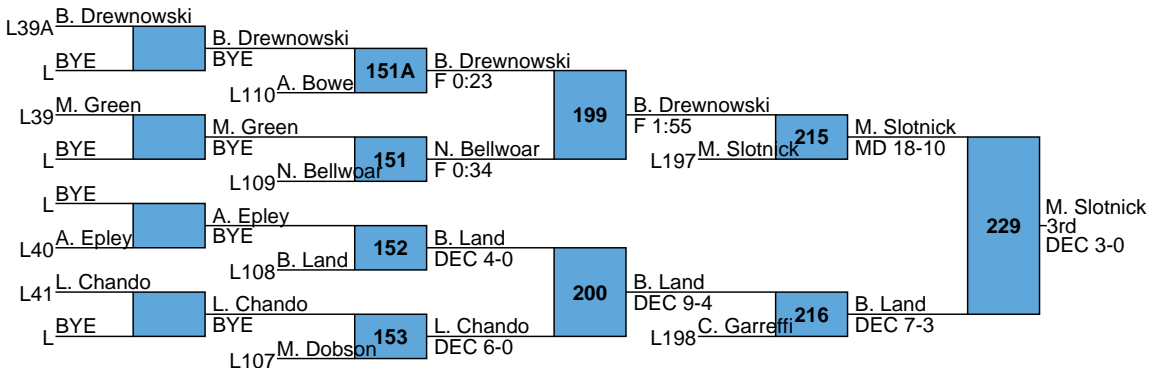 B. Drewnowski
L39A
BYE
L
B. Drewnowski
BYE
A. Bowe
L110
151A
B. Drewnowski
F 0:23
M. Green
L39
BYE
L
M. Green
BYE
N. Bellwoar
L109
151
N. Bellwoar
F 0:34
199
B. Drewnowski
F 1:55
M. Slotnick
L197
215
M. Slotnick
MD 18-10
BYE
L
A. Epley
L40
A. Epley
BYE
B. Land
L108
152
B. Land
DEC 4-0
L. Chando
L41
BYE
L
L. Chando
BYE
M. Dobson
L107
153
L. Chando
DEC 6-0
200
B. Land
DEC 9-4
C. Garreffi
L198
216
B. Land
DEC 7-3
229
M. Slotnick
3rd
DEC 3-0